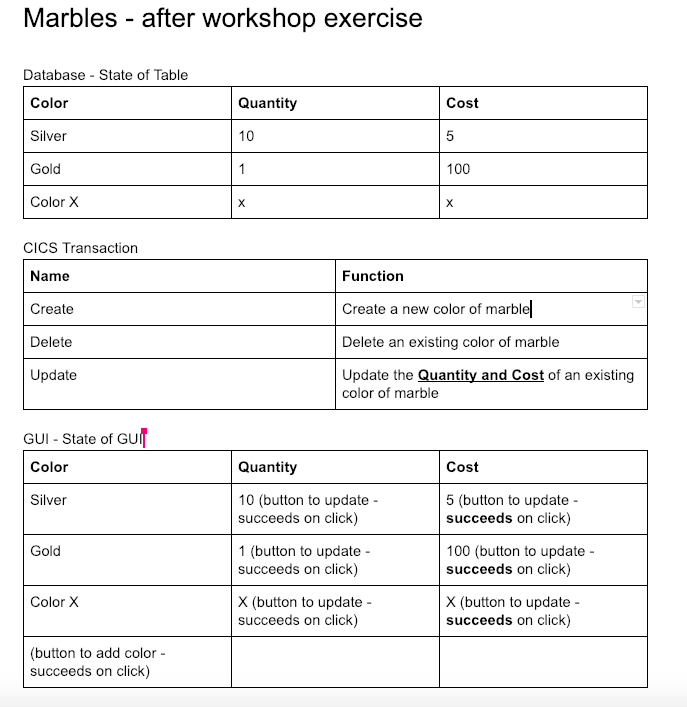 Marbles - after workshop exercise
Database - State of Table
Color Quantity Cost
Silver 10 5
Gold 1 100
Color X x x
CICS Transaction
Name Function
Create Create a new color of marble
Delete Delete an existing color of marble
Update Update the Quantity and Cost of an existing
color of marble
GUI - State of GUI
Color Quantity Cost
Silver 10 (button to update - 5 (button to update -
succeeds on click) succeeds on click)
Gold 1 (button to update - 100 (button to update -
succeeds on click) succeeds on click)
Color X X (button to update - X (button to update -
succeeds on click) succeeds on click)
(button to add color -
succeeds on click)